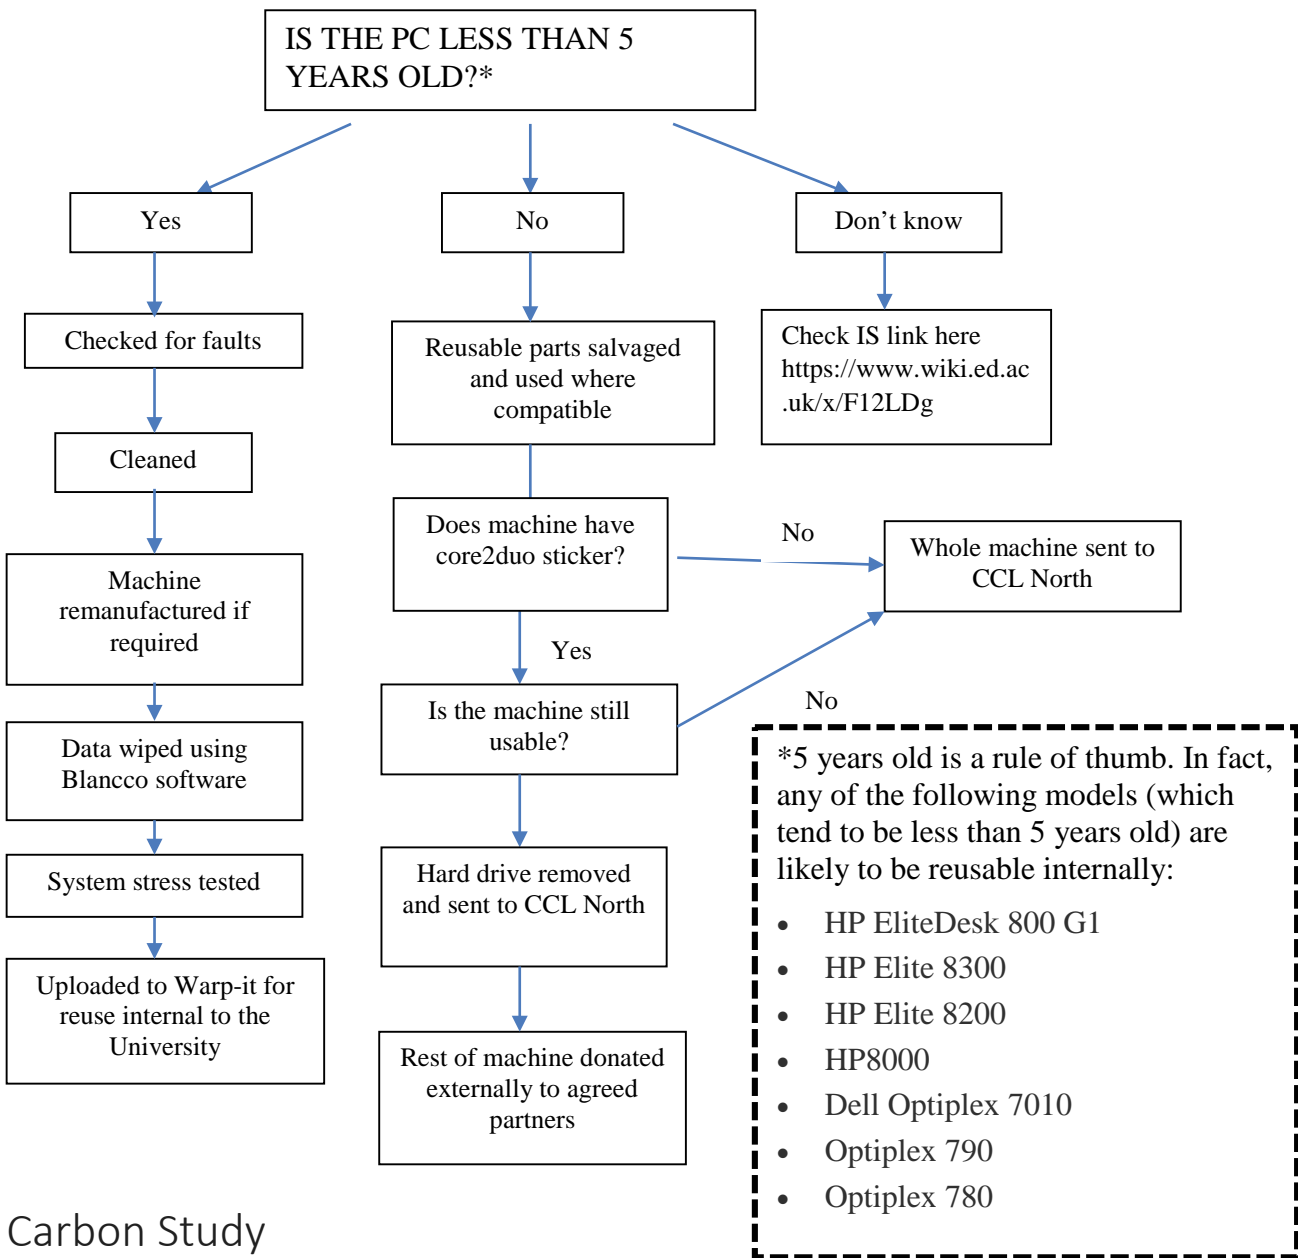 IS THE PC LESS THAN 5
YEARS OLD?*
Yes
No
Don’t know
Checked for faults
Reusable parts salvaged
and used where
compatible
Check IS link here
https://www.wiki.ed.ac
.uk/x/F12LDg
Cleaned
Does machine have
core2duo sticker?
No
Whole machine sent to
CCL North
Machine
remanufactured if
required
Yes
Is the machine still
usable?
No
Data wiped using
Blancco software
System stress tested
Hard drive removed
and sent to CCL North
Uploaded to Warp-it for
reuse internal to the
University
Rest of machine donated
externally to agreed
partners
*5 years old is a rule of thumb. In fact,
any of the following models (which
tend to be less than 5 years old) are
likely to be reusable internally:
• HP EliteDesk 800 G1
• HP Elite 8300
• HP Elite 8200
• HP8000
• Dell Optiplex 7010
• Optiplex 790
• Optiplex 780
Carbon Study